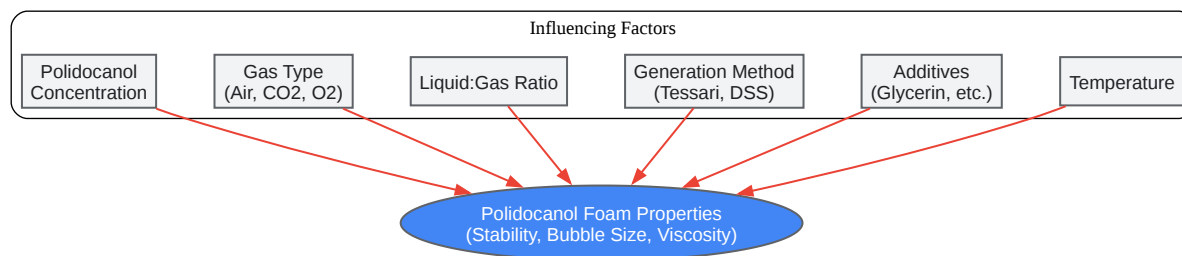 Influencing Factors
Polidocanol
Concentration
Gas Type
(Air, CO2, O2)
Liquid:Gas Ratio
Generation Method
(Tessari, DSS)
Additives
(Glycerin, etc.)
Temperature
Polidocanol Foam Properties
(Stability, Bubble Size, Viscosity)